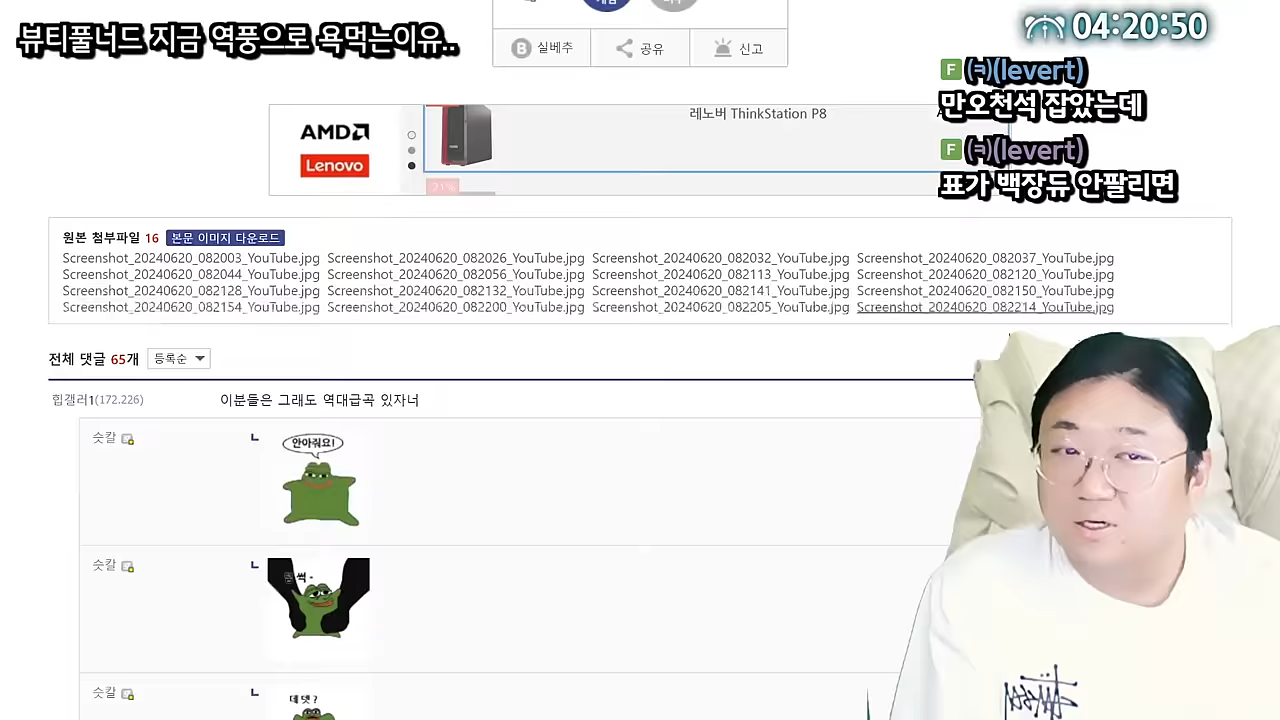 뷰티풀너드 지금 역풍으로 욕먹는이유..
04:20:50
실베추
공유
신고
F (ㅋ)(levert)
만오천석 잡았는데
F (ㅋ)(levert)
표가 백장듀 안팔리면
AMD
Lenovo
레노버 ThinkStation P8
21%
원본 첨부파일 16 본문 이미지 다운로드
Screenshot_20240620_082003_YouTube.jpg Screenshot_20240620_082026_YouTube.jpg Screenshot_20240620_082032_YouTube.jpg Screenshot_20240620_082037_YouTube.jpg
Screenshot_20240620_082044_YouTube.jpg Screenshot_20240620_082056_YouTube.jpg Screenshot_20240620_082113_YouTube.jpg Screenshot_20240620_082120_YouTube.jpg
Screenshot_20240620_082128_YouTube.jpg Screenshot_20240620_082132_YouTube.jpg Screenshot_20240620_082141_YouTube.jpg Screenshot_20240620_082150_YouTube.jpg
Screenshot_20240620_082154_YouTube.jpg Screenshot_20240620_082200_YouTube.jpg Screenshot_20240620_082205_YouTube.jpg Screenshot_20240620_082214_YouTube.jpg
전체 댓글 65개 등록순
힙갤러1(172.226) 이분들은 그래도 역대급곡 있자너
숫칼
안아줘요!
숫칼
숫칼
데뎃?